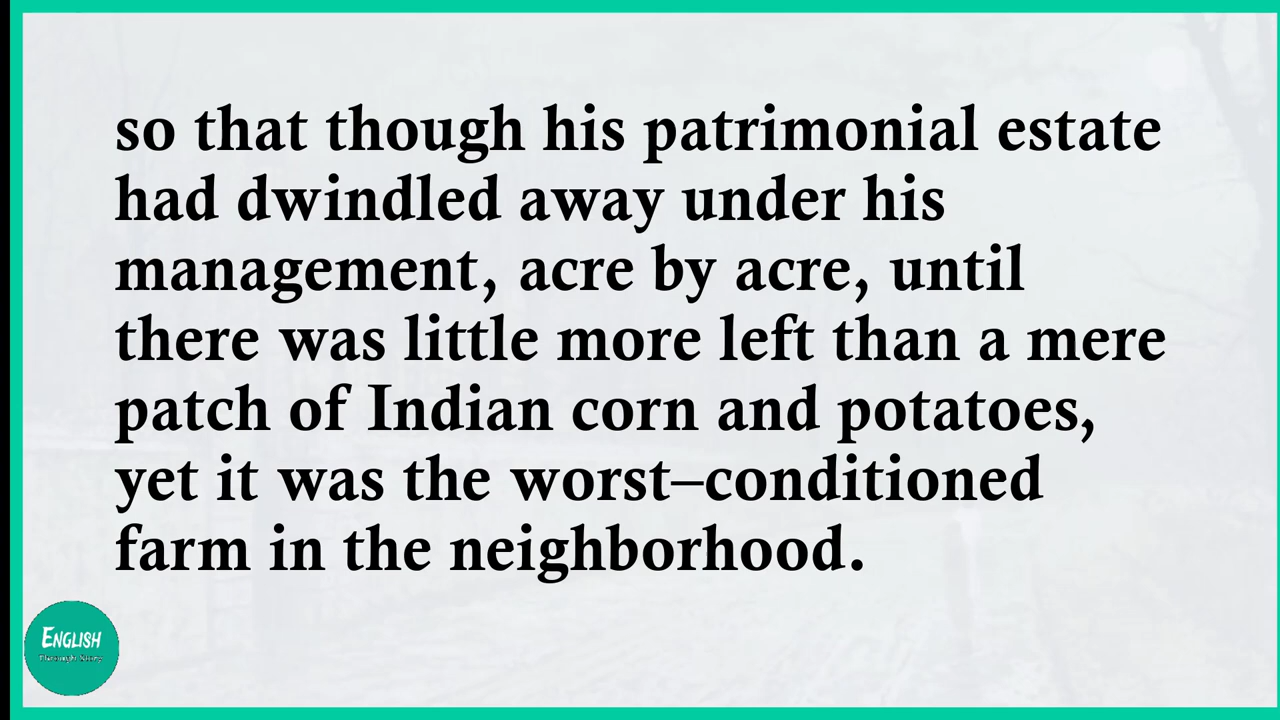 so that though his patrimonial estate
had dwindled away under his
management, acre by acre, until
there was little more left than a mere
patch of Indian corn and potatoes,
yet it was the worst–conditioned
farm in the neighborhood.
ENGLISH
Through Story